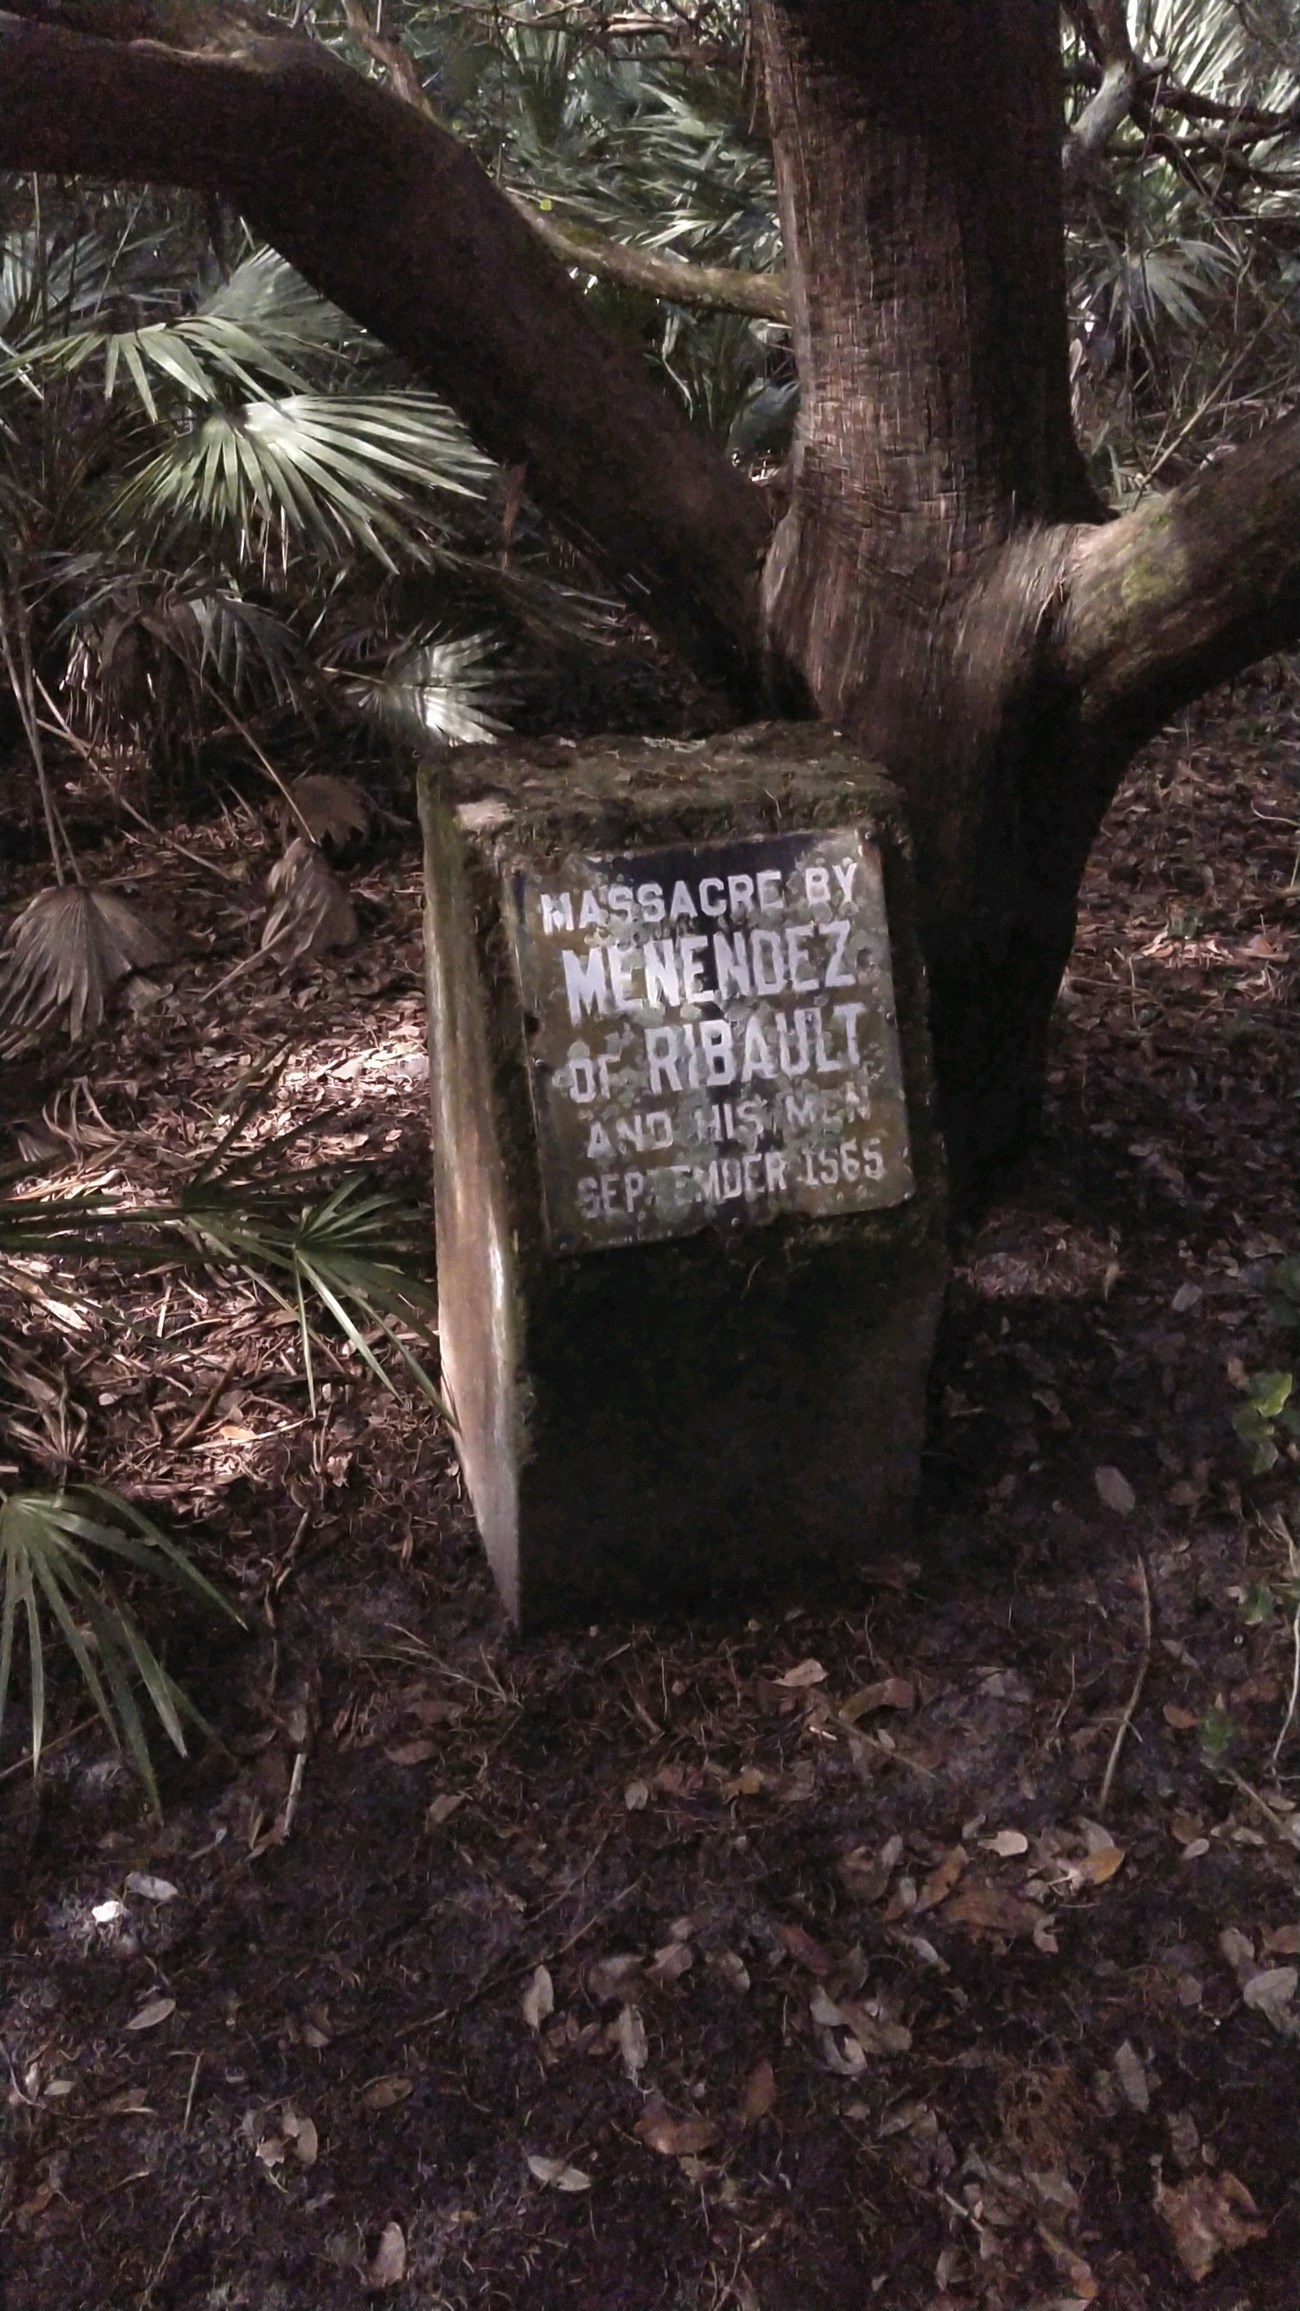 MASSACRE BY
MENENDEZ
OF RIBAULT
AND HIS MEN
SEPTEMBER 1565